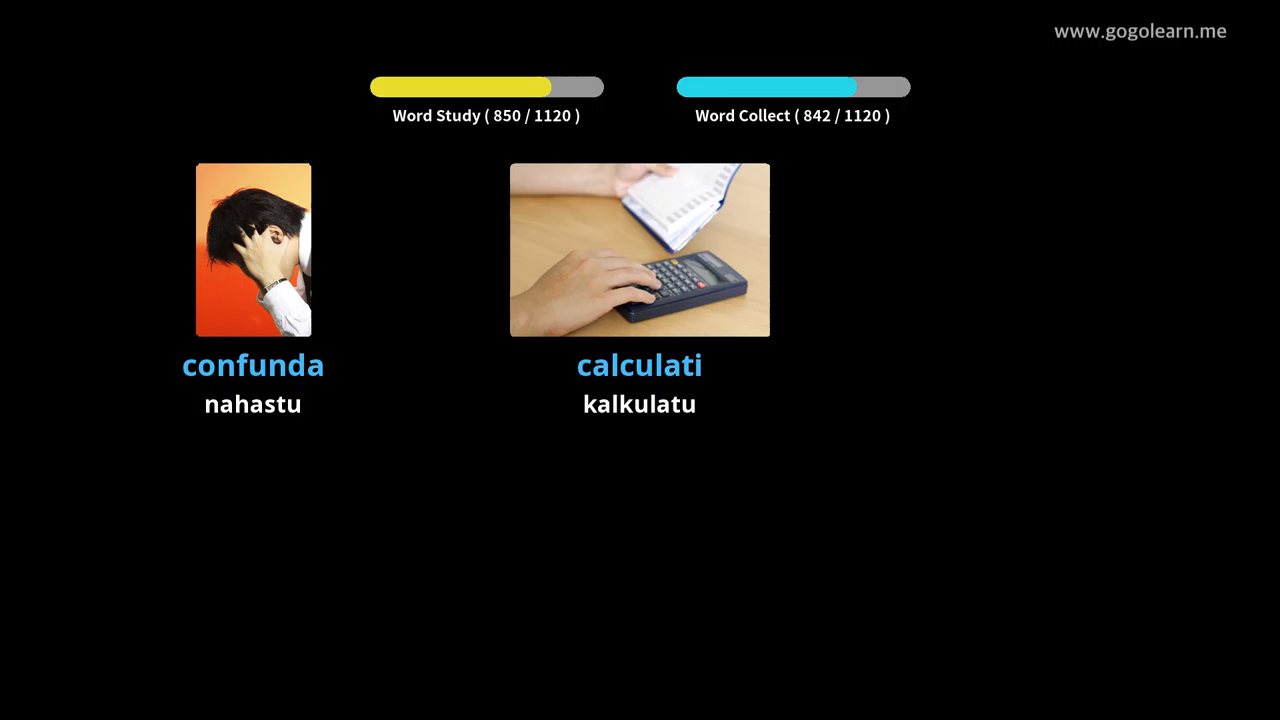 www.gogolearn.me
Word Study ( 850 / 1120 )
Word Collect ( 842 / 1120 )
confunda
nahastu
calculati
kalkulatu